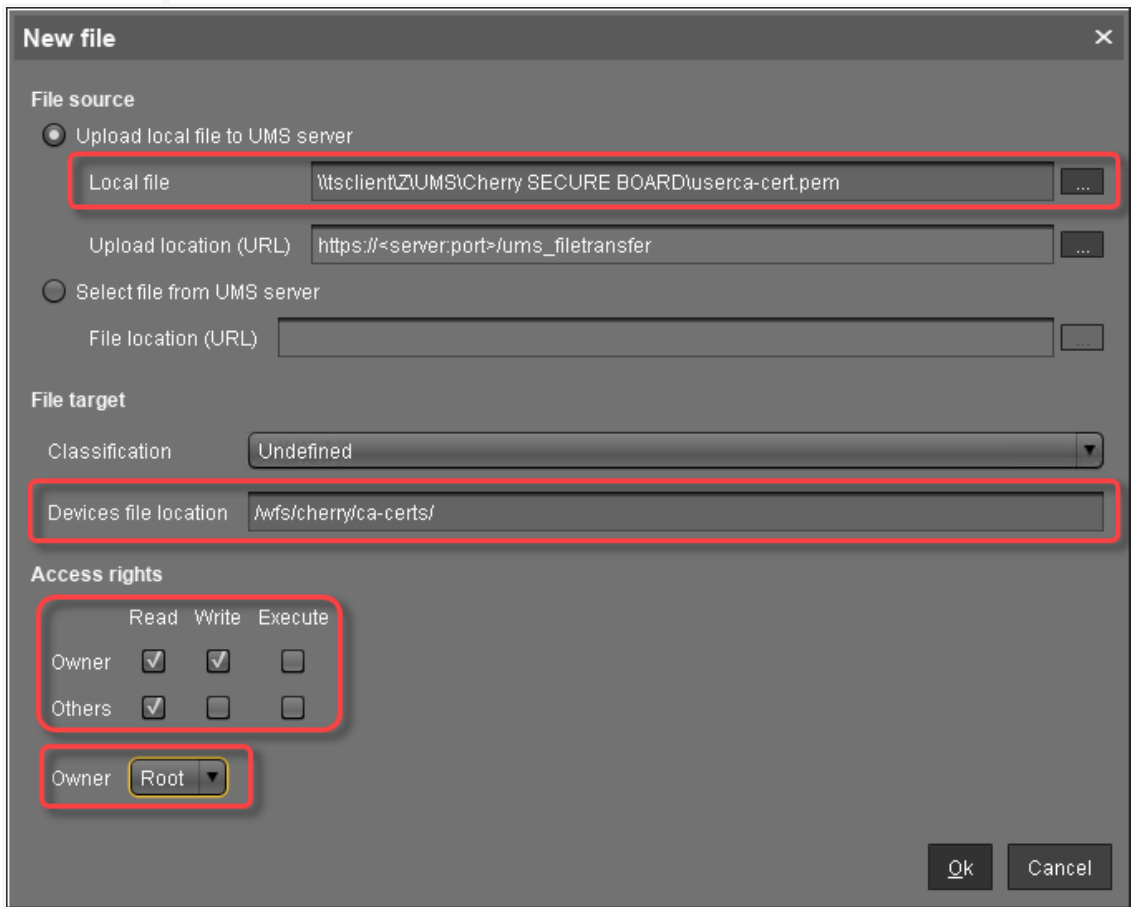 New file
File source
Upload local file to UMS server
Local file \\tsclient\Z\UMS\Cherry SECURE BOARD\userca-cert.pem ...
Upload location (URL) https://<server:port>/ums_filetransfer ...
Select file from UMS server
File location (URL) ...
File target
Classification Undefined
Devices file location /wfs/cherry/ca-certs/
Access rights
Read Write Execute
Owner
Others
Owner Root
Ok Cancel